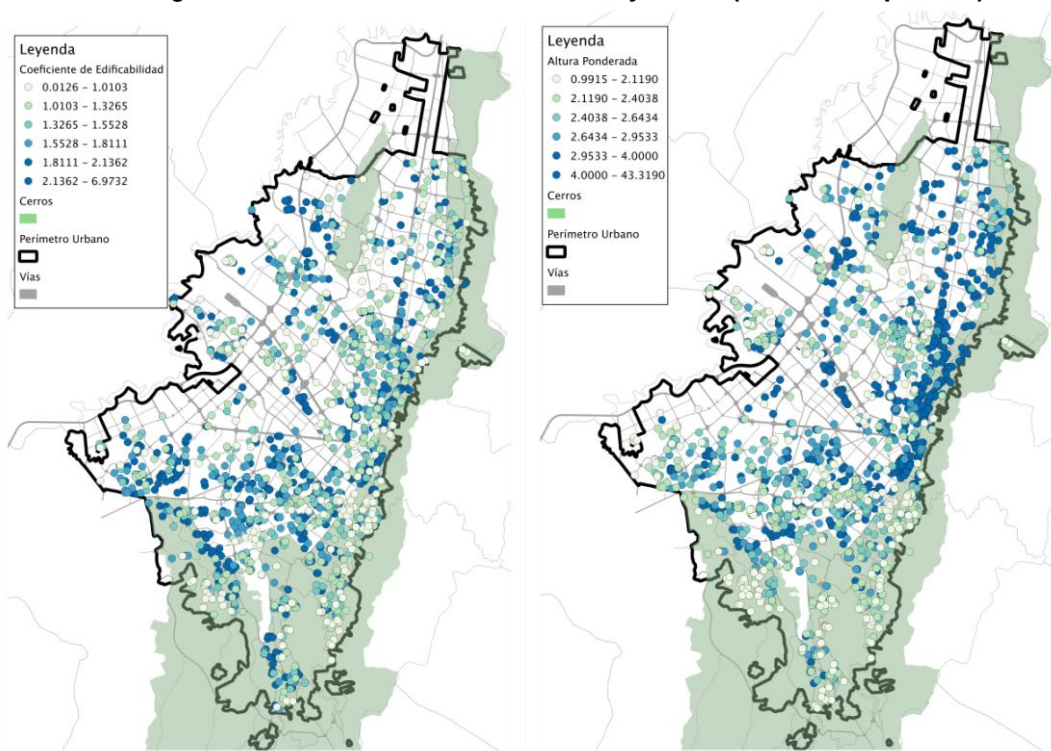 Leyenda
Coeficiente de Edificabilidad
0.0126 – 1.0103
1.0103 – 1.3265
1.3265 – 1.5528
1.5528 – 1.8111
1.8111 – 2.1362
2.1362 – 6.9732
Cerros
Perímetro Urbano
Vías
Leyenda
Altura Ponderada
0.9915 – 2.1190
2.1190 – 2.4038
2.4038 – 2.6434
2.6434 – 2.9533
2.9533 – 4.0000
4.0000 – 43.3190
Cerros
Perímetro Urbano
Vías